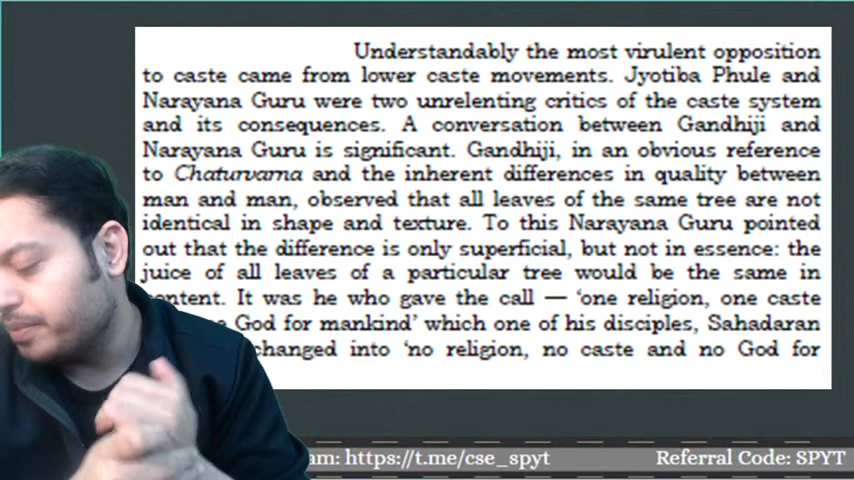 Understandably the most virulent opposition
to caste came from lower caste movements. Jyotiba Phule and
Narayana Guru were two unrelenting critics of the caste system
and its consequences. A conversation between Gandhiji and
Narayana Guru is significant. Gandhiji, in an obvious reference
to Chaturvarna and the inherent differences in quality between
man and man, observed that all leaves of the same tree are not
identical in shape and texture. To this Narayana Guru pointed
out that the difference is only superficial, but not in essence: the
juice of all leaves of a particular tree would be the same in
content. It was he who gave the call — ‘one religion, one caste
God for mankind’ which one of his disciples, Sahadaran
changed into ‘no religion, no caste and no God for
https://t.me/cse_spyt
Referral Code: SPYT